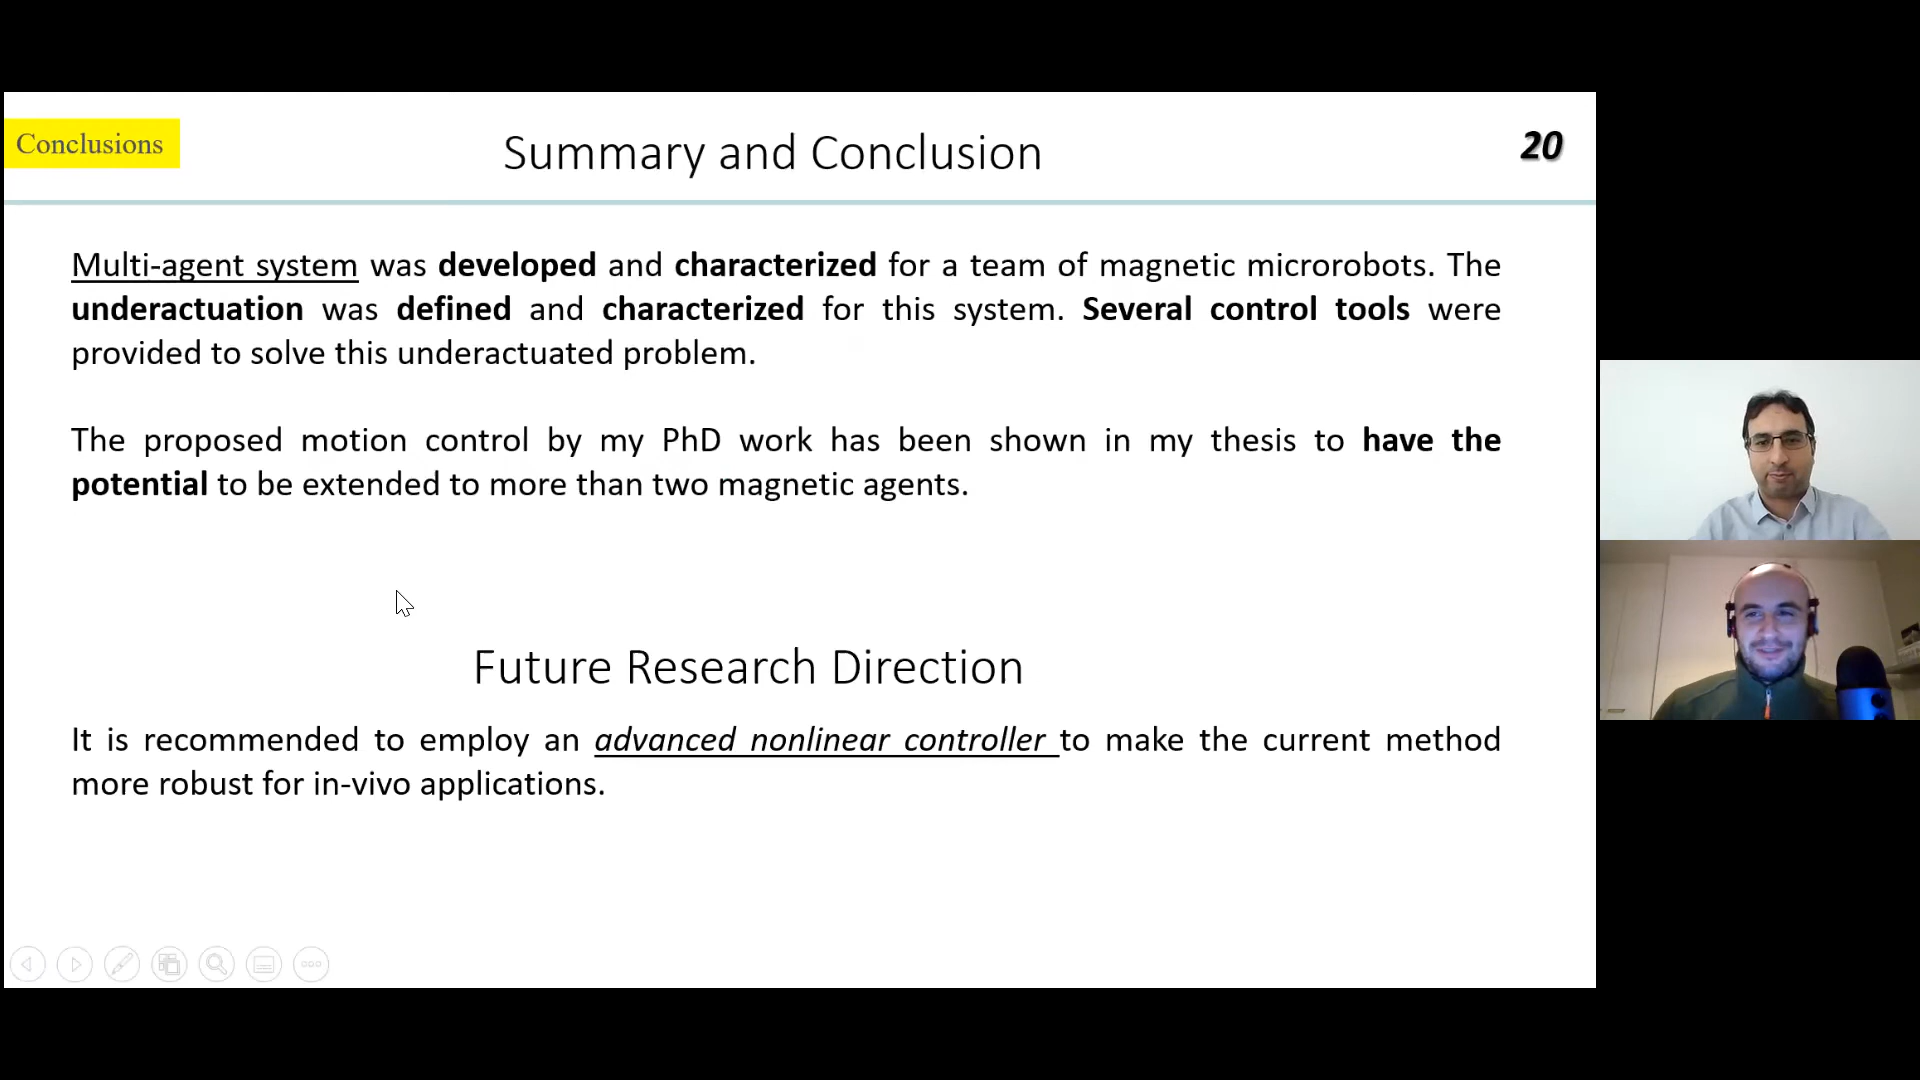 Conclusions
Summary and Conclusion
20
Multi-agent system was developed and characterized for a team of magnetic microrobots. The
underactuation was defined and characterized for this system. Several control tools were
provided to solve this underactuated problem.
The proposed motion control by my PhD work has been shown in my thesis to have the
potential to be extended to more than two magnetic agents.
Future Research Direction
It is recommended to employ an advanced nonlinear controller to make the current method
more robust for in-vivo applications.